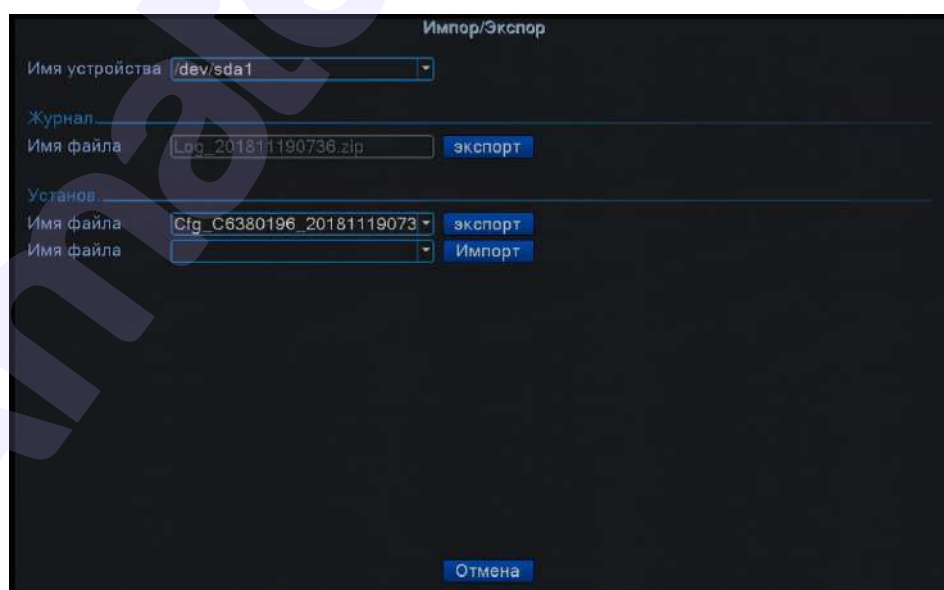 Импор/Экспор
Имя устройства /dev/sda1
Журнал
Имя файла Log_201811190736.zip экспорт
Установ.
Имя файла Cfg_C6380196_20181119073 экспорт
Имя файла Импорт
Отмена